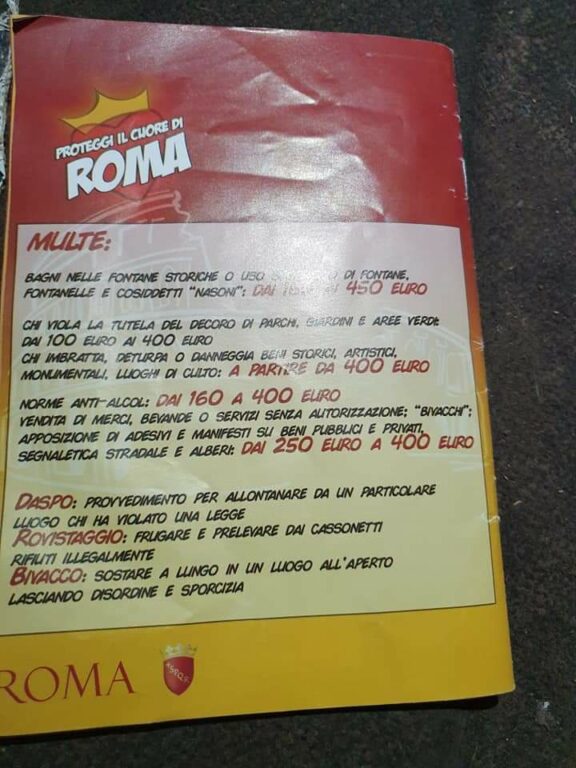 PROTEGGI IL CUORE DI
ROMA
MULTE:
BAGNI NELLE FONTANE STORICHE O USO DI FONTANE,
FONTANELLE E COSIDDETTI "NASONI": DAI AI 450 EURO
CHI VIOLA LA TUTELA DEL DECORO DI PARCHI, GIARDINI E AREE VERDI:
DAI 100 EURO AI 400 EURO
CHI IMBRATTA, DETURPA O DANNEGGIA BENI STORICI, ARTISTICI,
MONUMENTALI, LUOGHI DI CULTO: A PARTIRE DA 400 EURO
NORME ANTI-ALCOL: DAI 160 A 400 EURO
VENDITA DI MERCI, BEVANDE O SERVIZI SENZA AUTORIZZAZIONE; "BIVACCHI";
APPOSIZIONE DI ADESIVI E MANIFESTI SU BENI PUBBLICI E PRIVATI,
SEGNALETICA STRADALE E ALBERI: DAI 250 EURO A 400 EURO
DASPO: PROVVEDIMENTO PER ALLONTANARE DA UN PARTICOLARE
LUOGO CHI HA VIOLATO UNA LEGGE
ROVISTAGGIO: FRUGARE E PRELEVARE DAI CASSONETTI
RIFIUTI ILLEGALMENTE
BIVACCO: SOSTARE A LUNGO IN UN LUOGO ALL'APERTO
LASCIANDO DISORDINE E SPORCIZIA
ROMA
SPQR